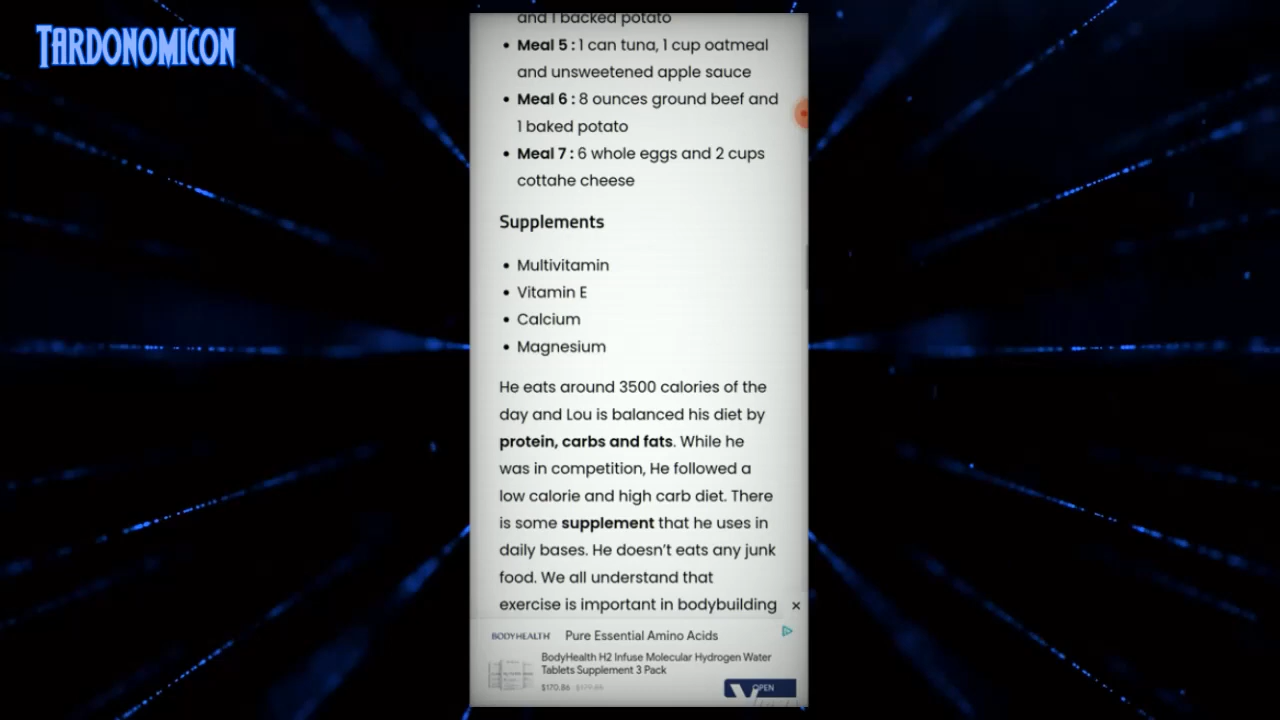 TARDONOMICON
and 1 backed potato
• Meal 5 : 1 can tuna, 1 cup oatmeal
and unsweetened apple sauce
• Meal 6 : 8 ounces ground beef and
1 baked potato
• Meal 7 : 6 whole eggs and 2 cups
cottahe cheese
Supplements
• Multivitamin
• Vitamin E
• Calcium
• Magnesium
He eats around 3500 calories of the
day and Lou is balanced his diet by
protein, carbs and fats. While he
was in competition, He followed a
low calorie and high carb diet. There
is some supplement that he uses in
daily bases. He doesn't eats any junk
food. We all understand that
exercise is important in bodybuilding
BODYHEALTH Pure Essential Amino Acids
BodyHealth H2 Infuse Molecular Hydrogen Water
Tablets Supplement 3 Pack
$170.86
OPEN